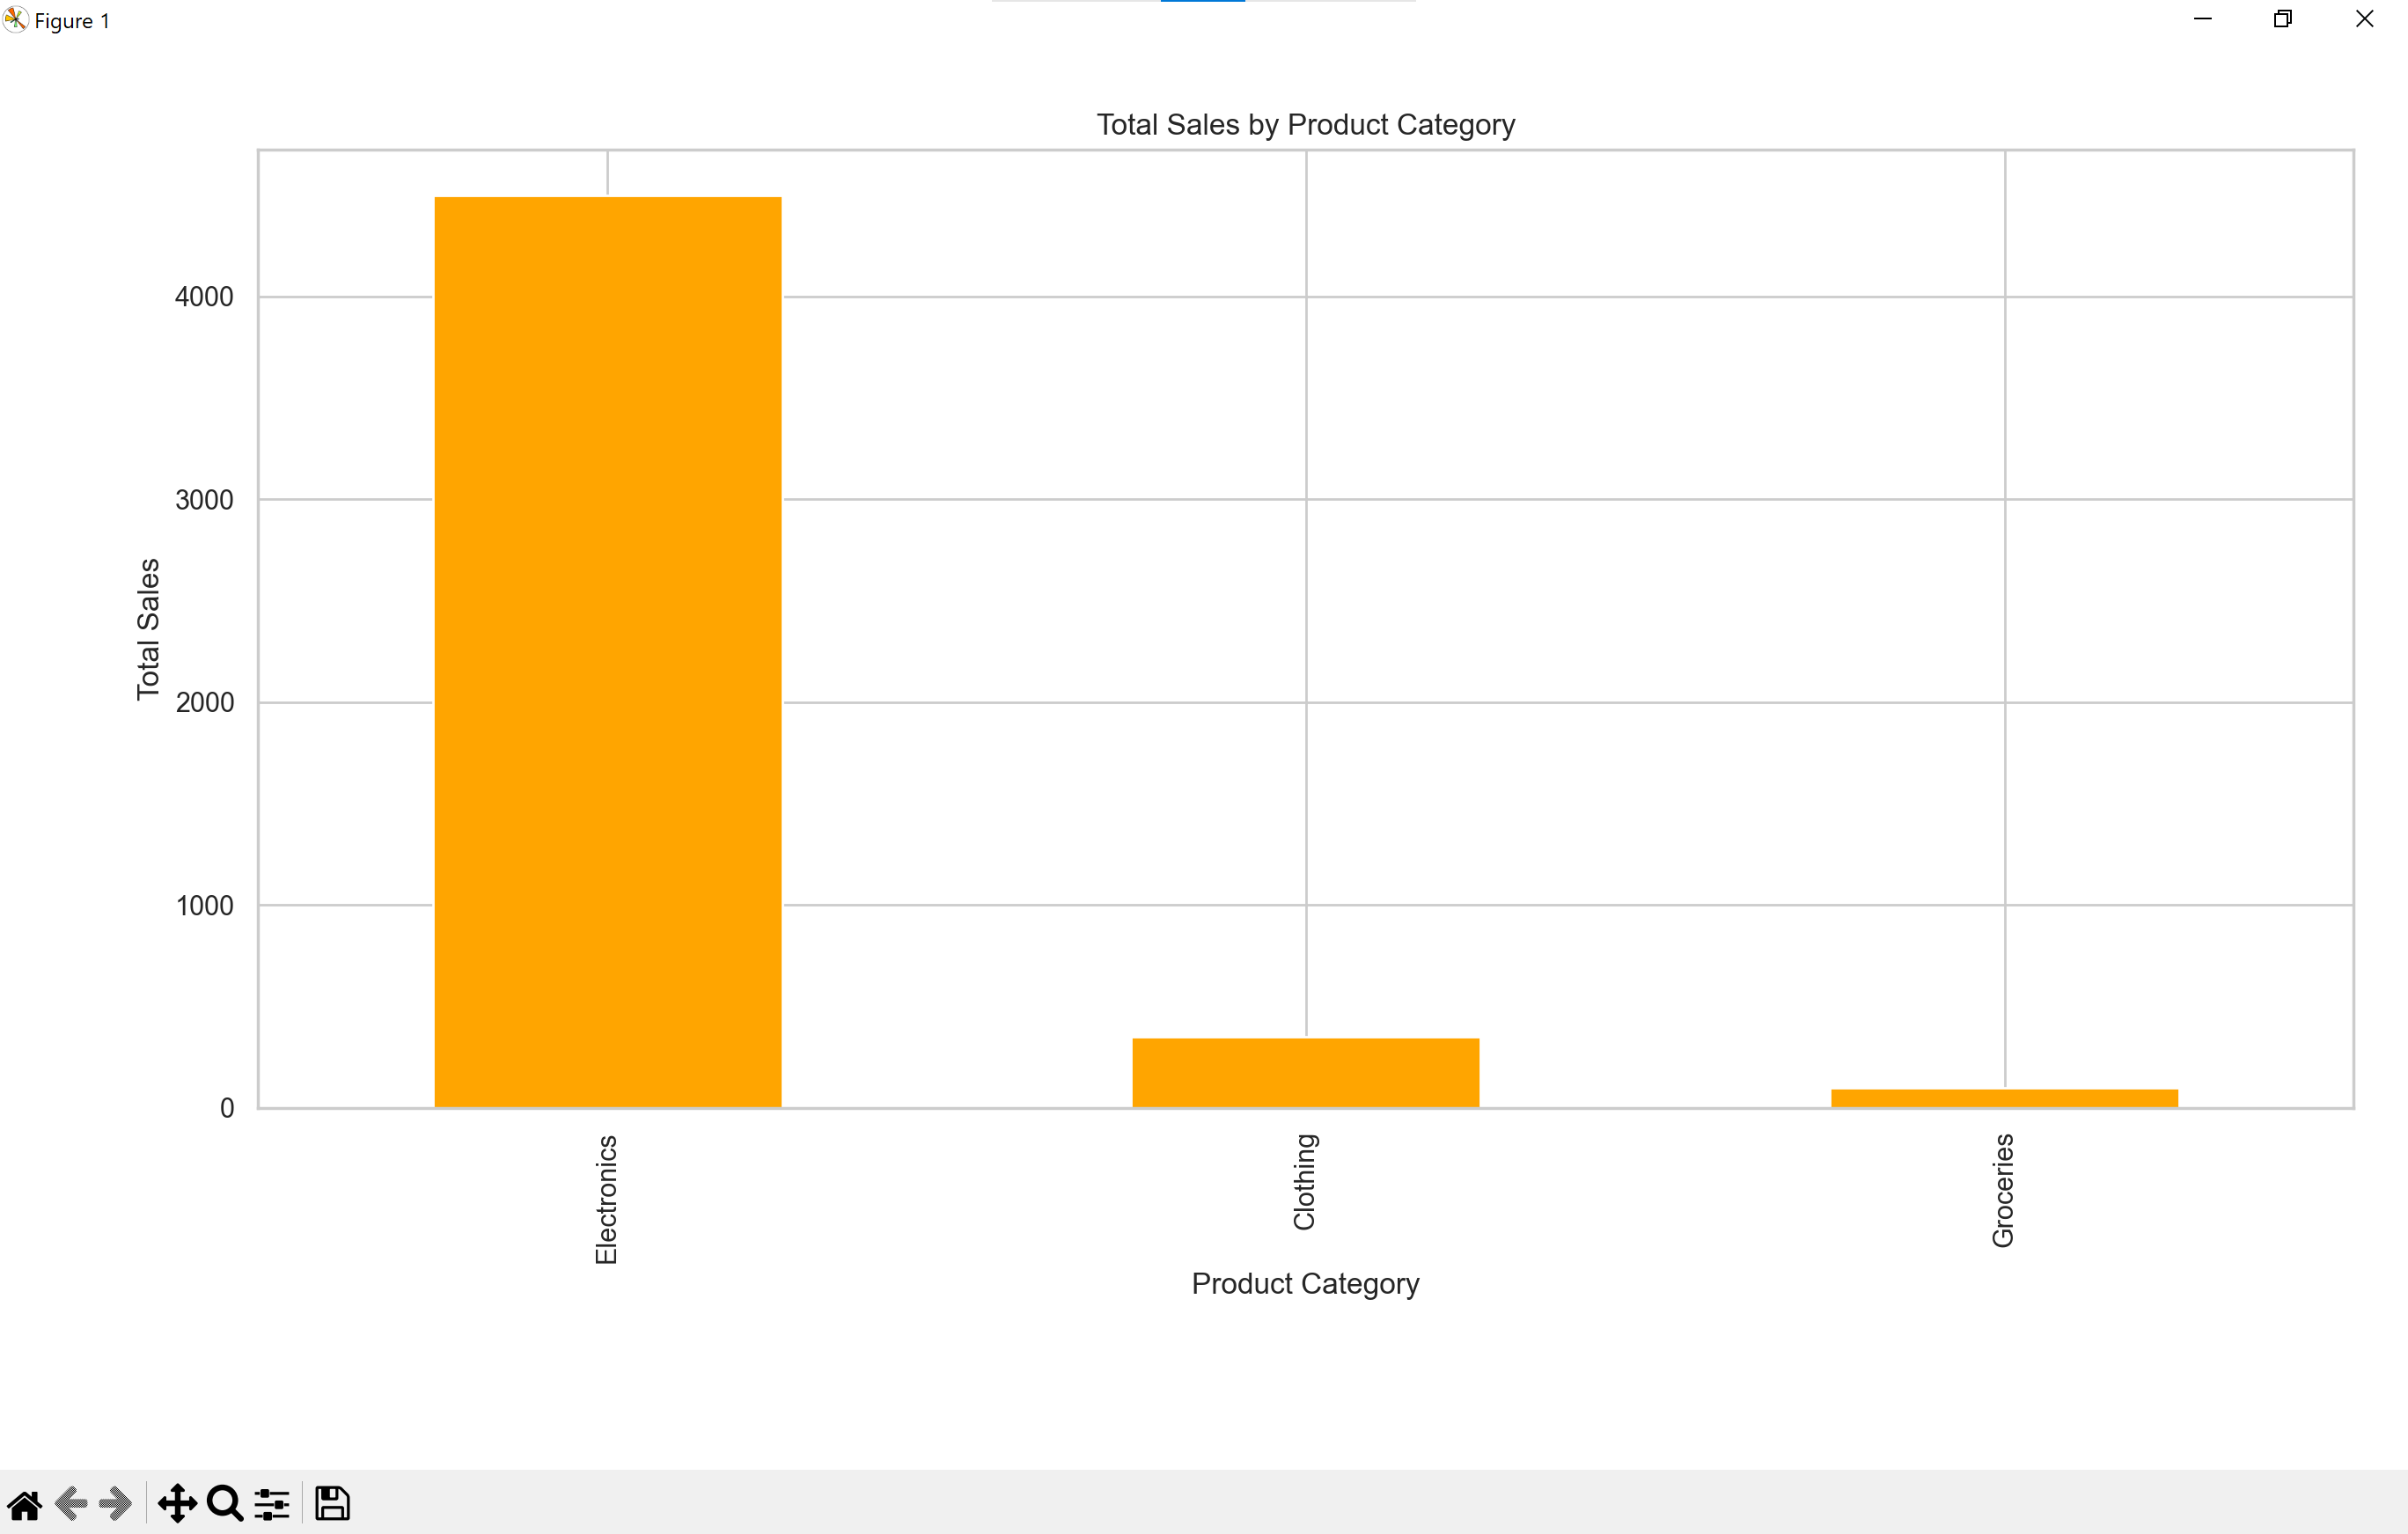 Figure 1
Total Sales by Product Category
4000
3000
2000
1000
0
Total Sales
Electronics
Clothing
Groceries
Product Category